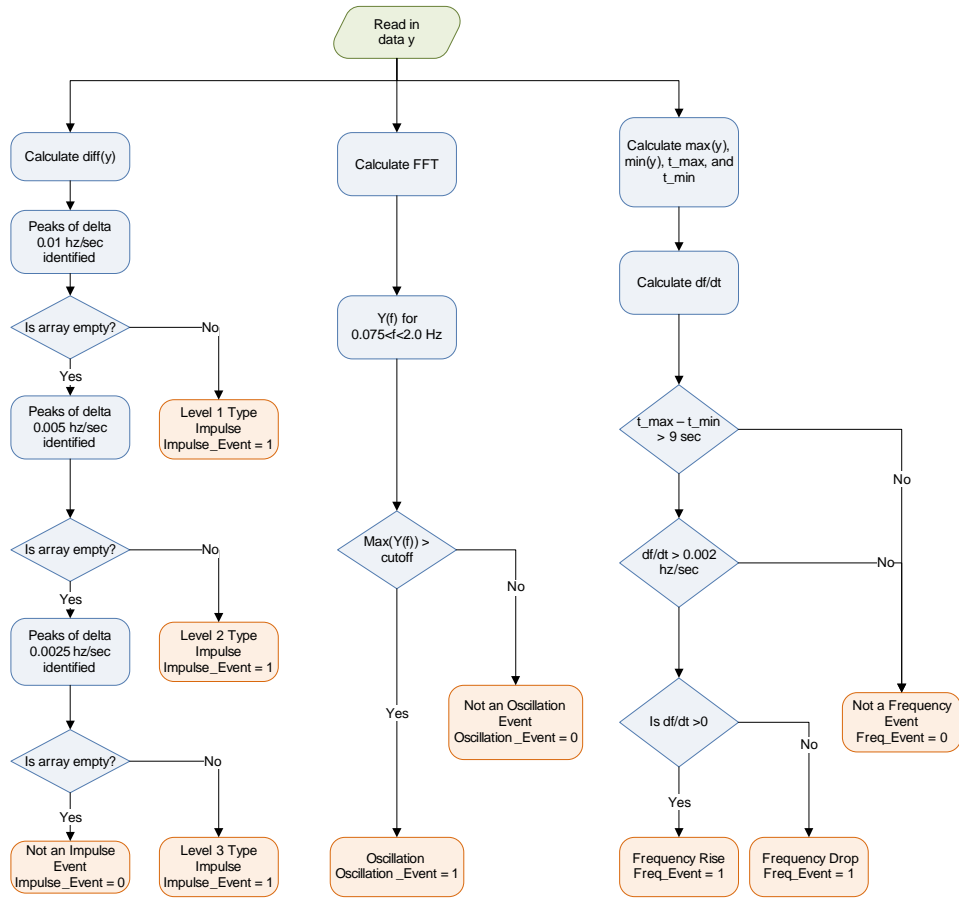 Read in
data y
Calculate diff(y)
Peaks of delta
0.01 hz/sec
identified
Is array empty?
No
Yes
Level 1 Type
Impulse
Impulse_Event = 1
Peaks of delta
0.005 hz/sec
identified
Is array empty?
No
Yes
Level 2 Type
Impulse
Impulse_Event = 1
Peaks of delta
0.0025 hz/sec
identified
Is array empty?
No
Yes
Not an Impulse
Event
Impulse_Event = 0
Level 3 Type
Impulse
Impulse_Event = 1
Calculate FFT
Y(f) for
0.075<f<2.0 Hz
Max(Y(f)) >
cutoff
No
Yes
Not an Oscillation
Event
Oscillation_Event = 0
Oscillation
Oscillation_Event = 1
Calculate max(y),
min(y), t_max, and
t_min
Calculate df/dt
t_max – t_min
> 9 sec
No
df/dt > 0.002
hz/sec
No
Is df/dt >0
No
Yes
Not a Frequency
Event
Freq_Event = 0
Frequency Rise
Freq_Event = 1
Frequency Drop
Freq_Event = 1